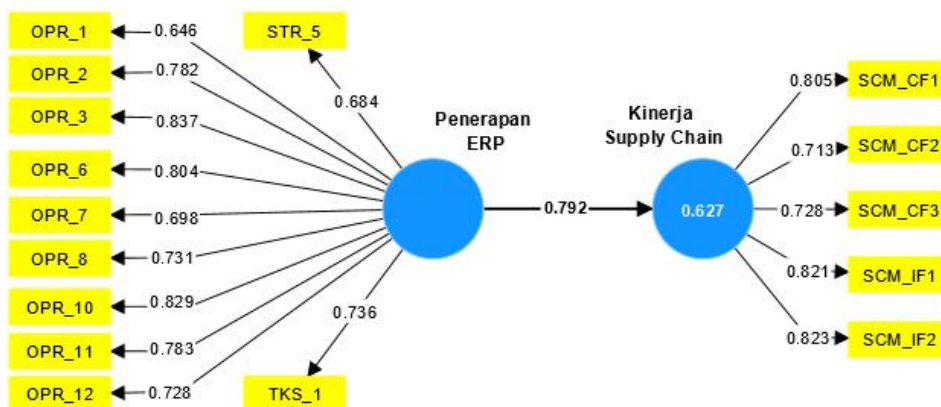 OPR_1
OPR_2
OPR_3
OPR_6
OPR_7
OPR_8
OPR_10
OPR_11
OPR_12
0.646
0.782
0.837
0.804
0.698
0.731
0.829
0.783
0.728
STR_5
0.684
0.736
TKS_1
Penerapan
ERP
0.792
Kinerja
Supply Chain
0.627
0.805
0.713
0.728
0.821
0.823
SCM_CF1
SCM_CF2
SCM_CF3
SCM_IF1
SCM_IF2